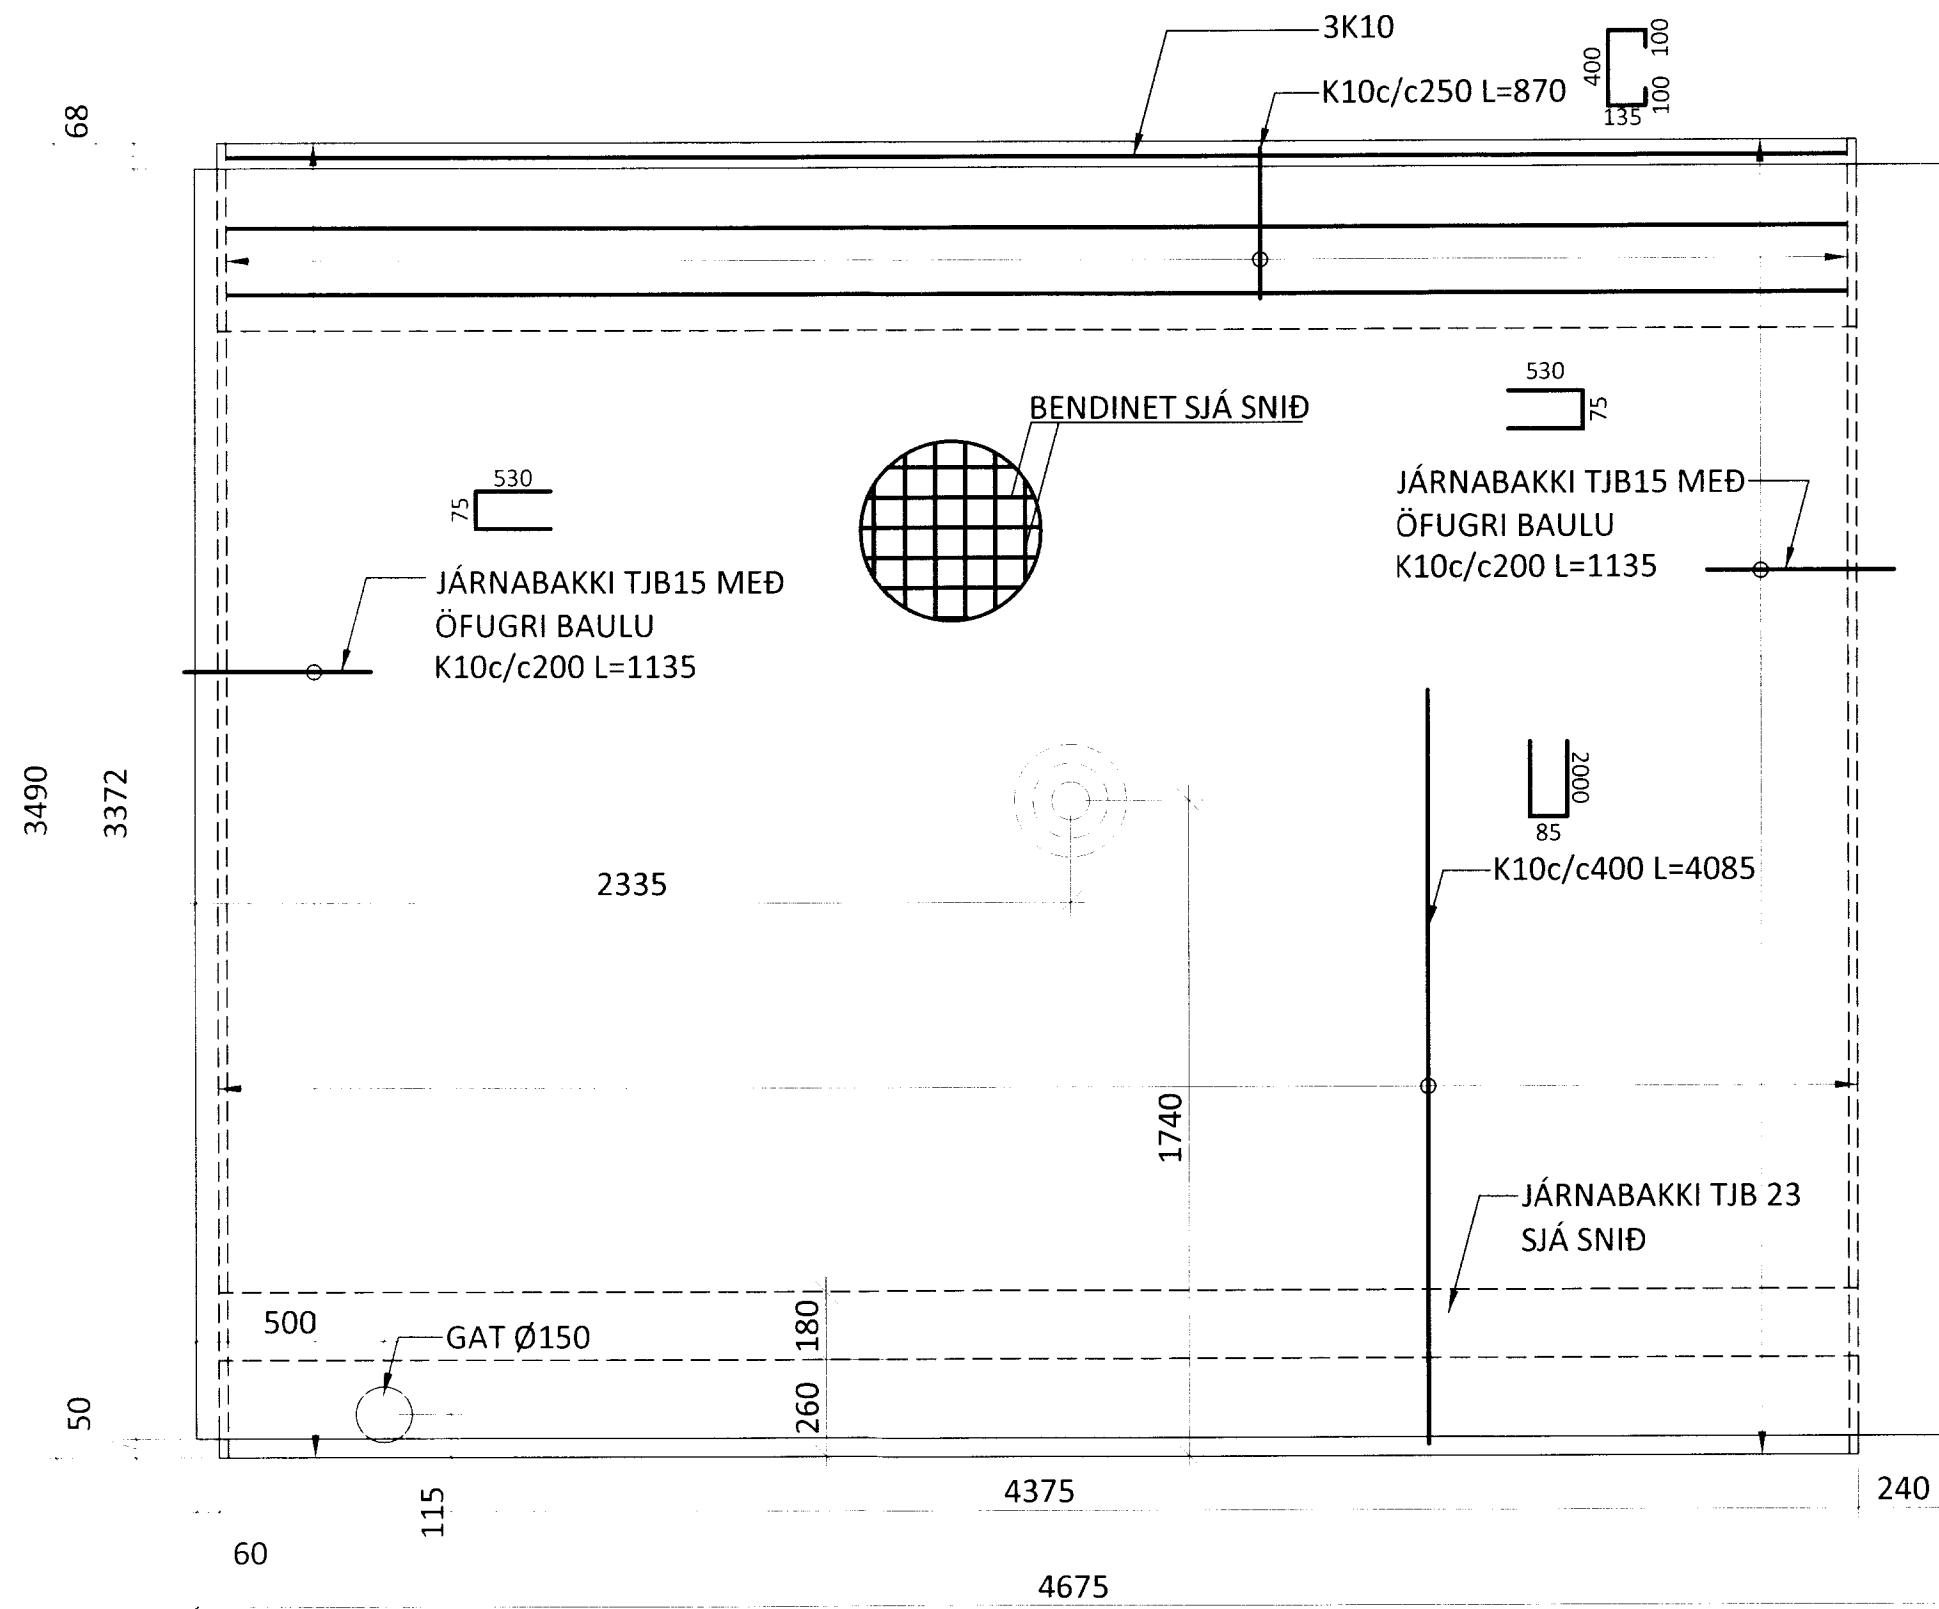 3K10
K10c/c250 L=870
400
100
100
135
68
530
75
BENDINET SJÁ SNIÐ
530
75
JÁRNABAKKI TJB15 MEÐ
ÖFUGRI BAULU
K10c/c200 L=1135
JÁRNABAKKI TJB15 MEÐ
ÖFUGRI BAULU
K10c/c200 L=1135
3490
3372
2000
85
K10c/c400 L=4085
2335
1740
JÁRNABAKKI TJB 23
SJÁ SNIÐ
500
GAT Ø150
180
260
50
115
4375
240
60
4675